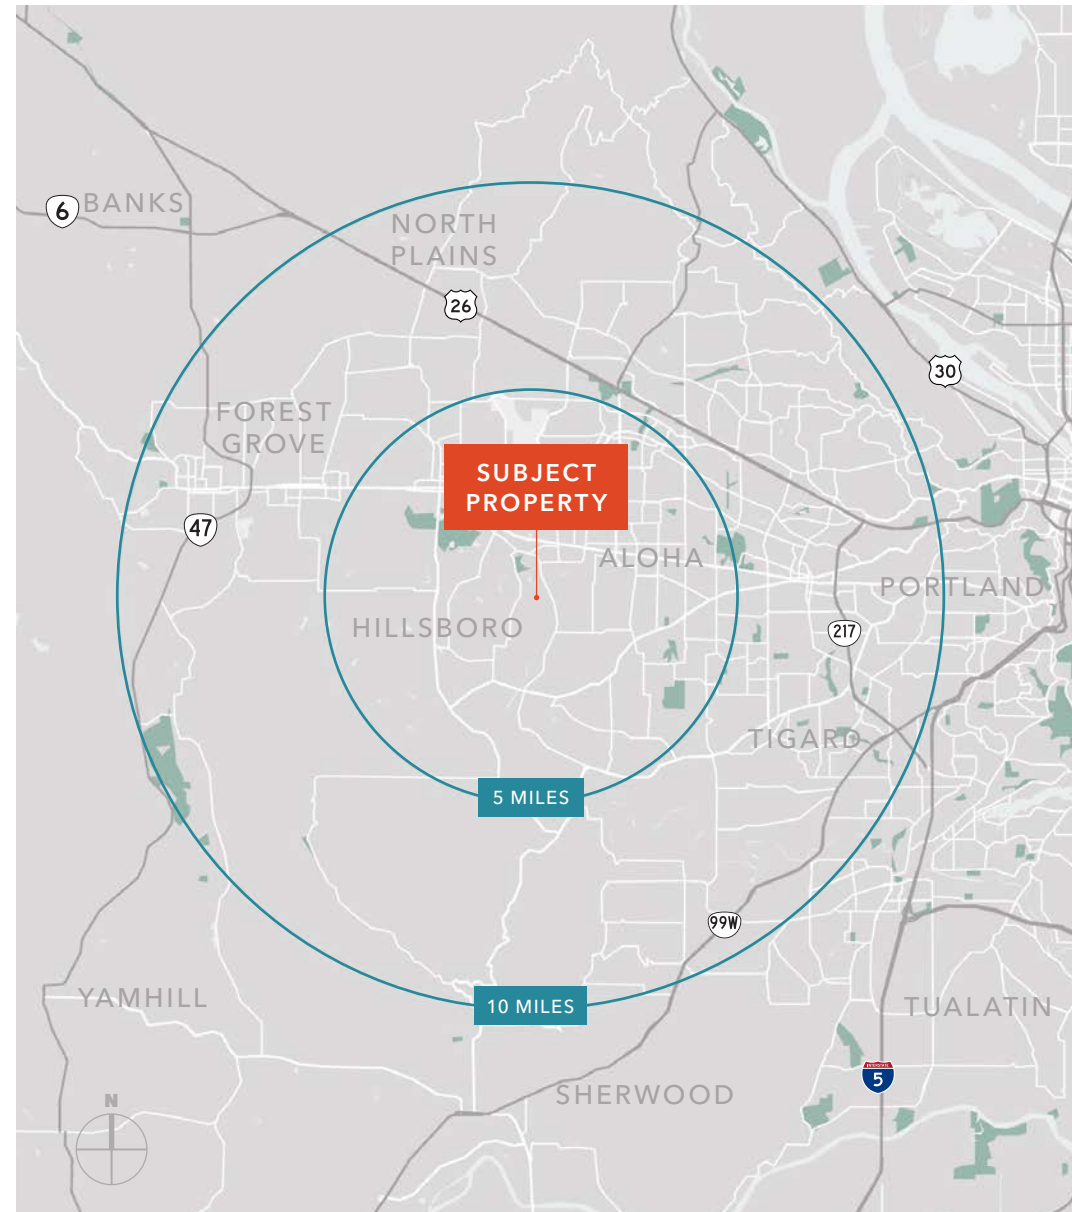 6
BANKS
NORTH
PLAINS
26
30
FOREST
GROVE
SUBJECT
PROPERTY
47
ALOHA
PORTLAND
HILLSBORO
217
TIGARD
5 MILES
99W
YAMHILL
10 MILES
TUALATIN
INTERSTATE
5
SHERWOOD
N